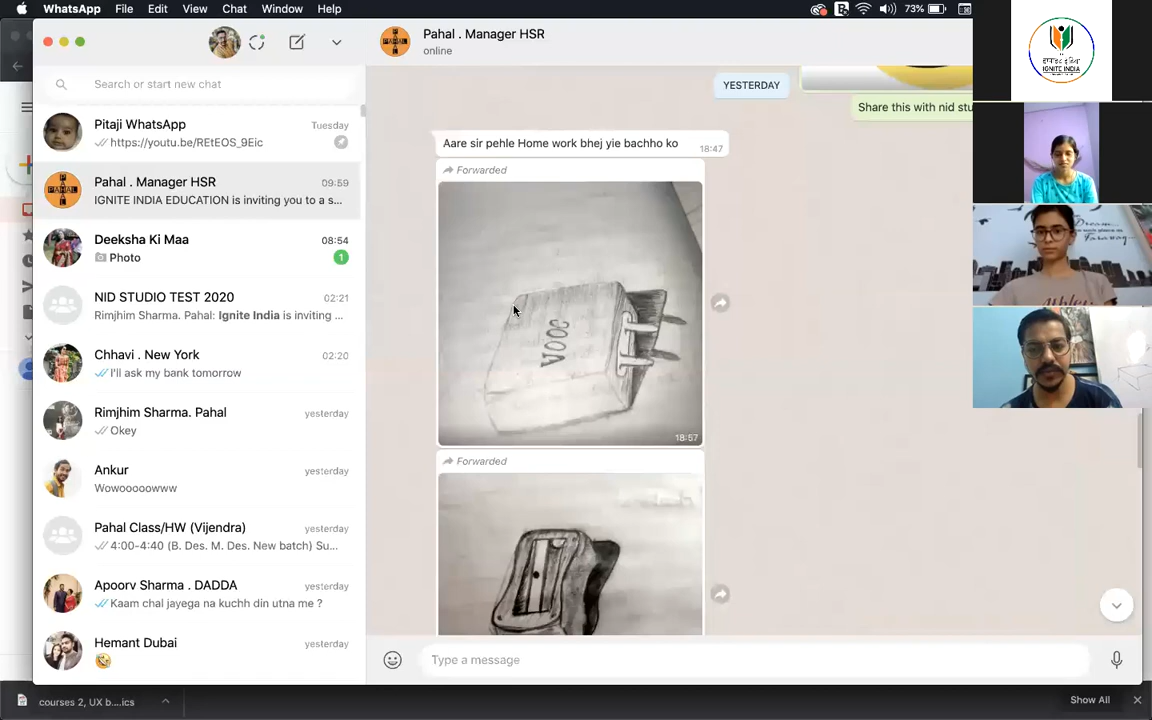 WhatsApp File Edit View Chat Window Help
73%
Pahal . Manager HSR
online
Search or start new chat
YESTERDAY
Share this with nid stu
Pitaji WhatsApp Tuesday
https://youtu.be/REtEOS_9Eic
Aare sir pehle Home work bhej yie bachho ko 18:47
Forwarded
Pahal . Manager HSR 09:59
IGNITE INDIA EDUCATION is inviting you to a s...
Deeksha Ki Maa 08:54
Photo 1
NID STUDIO TEST 2020 02:21
Rimjhim Sharma. Pahal: Ignite India is inviting ...
VOOC
Chhavi . New York 02:20
I'll ask my bank tomorrow
Rimjhim Sharma. Pahal yesterday
Okey
18:57
Forwarded
Ankur yesterday
Wowooooowww
Pahal Class/HW (Vijendra) yesterday
4:00-4:40 (B. Des. M. Des. New batch) Su...
Apoorv Sharma . DADDA yesterday
Kaam chal jayega na kuchh din utna me ?
Hemant Dubai yesterday
Type a message
courses 2, UX b....ics
Show All
IGNITE INDIA
Dream...